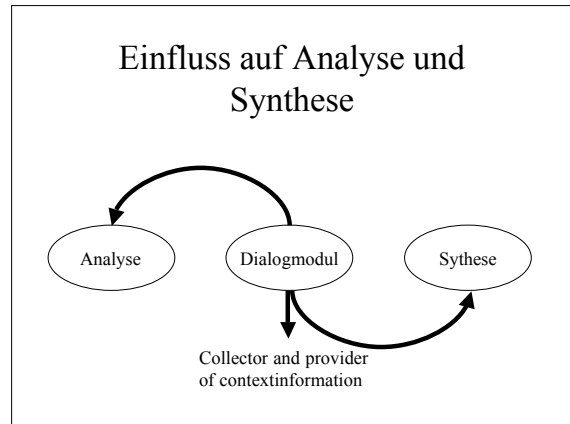 Einfluss auf Analyse und
Synthese
Analyse
Dialogmodul
Sythese
Collector and provider
of contextinformation